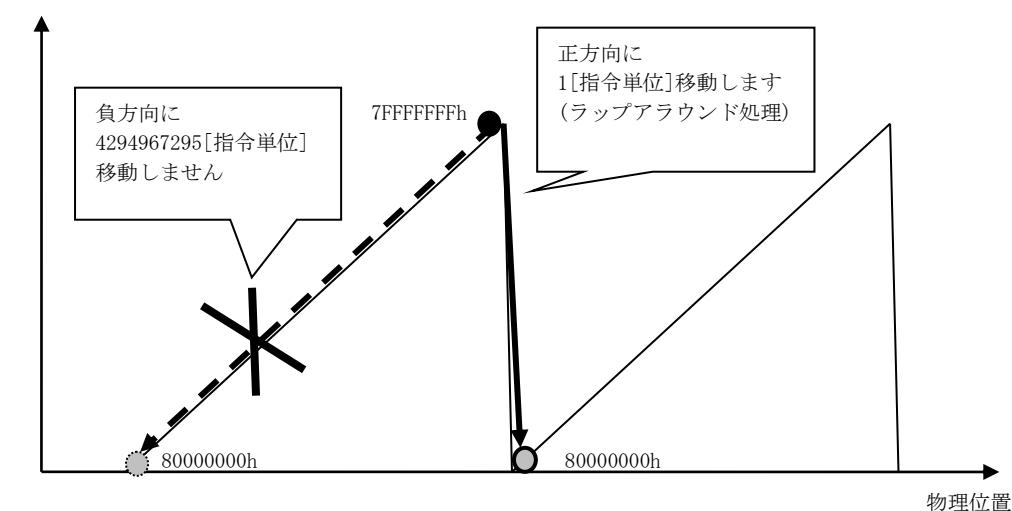 正方向に
1[指令単位]移動します
(ラップアラウンド処理)
負方向に
4294967295[指令単位]
移動しません
7FFFFFFFh
80000000h
80000000h
物理位置